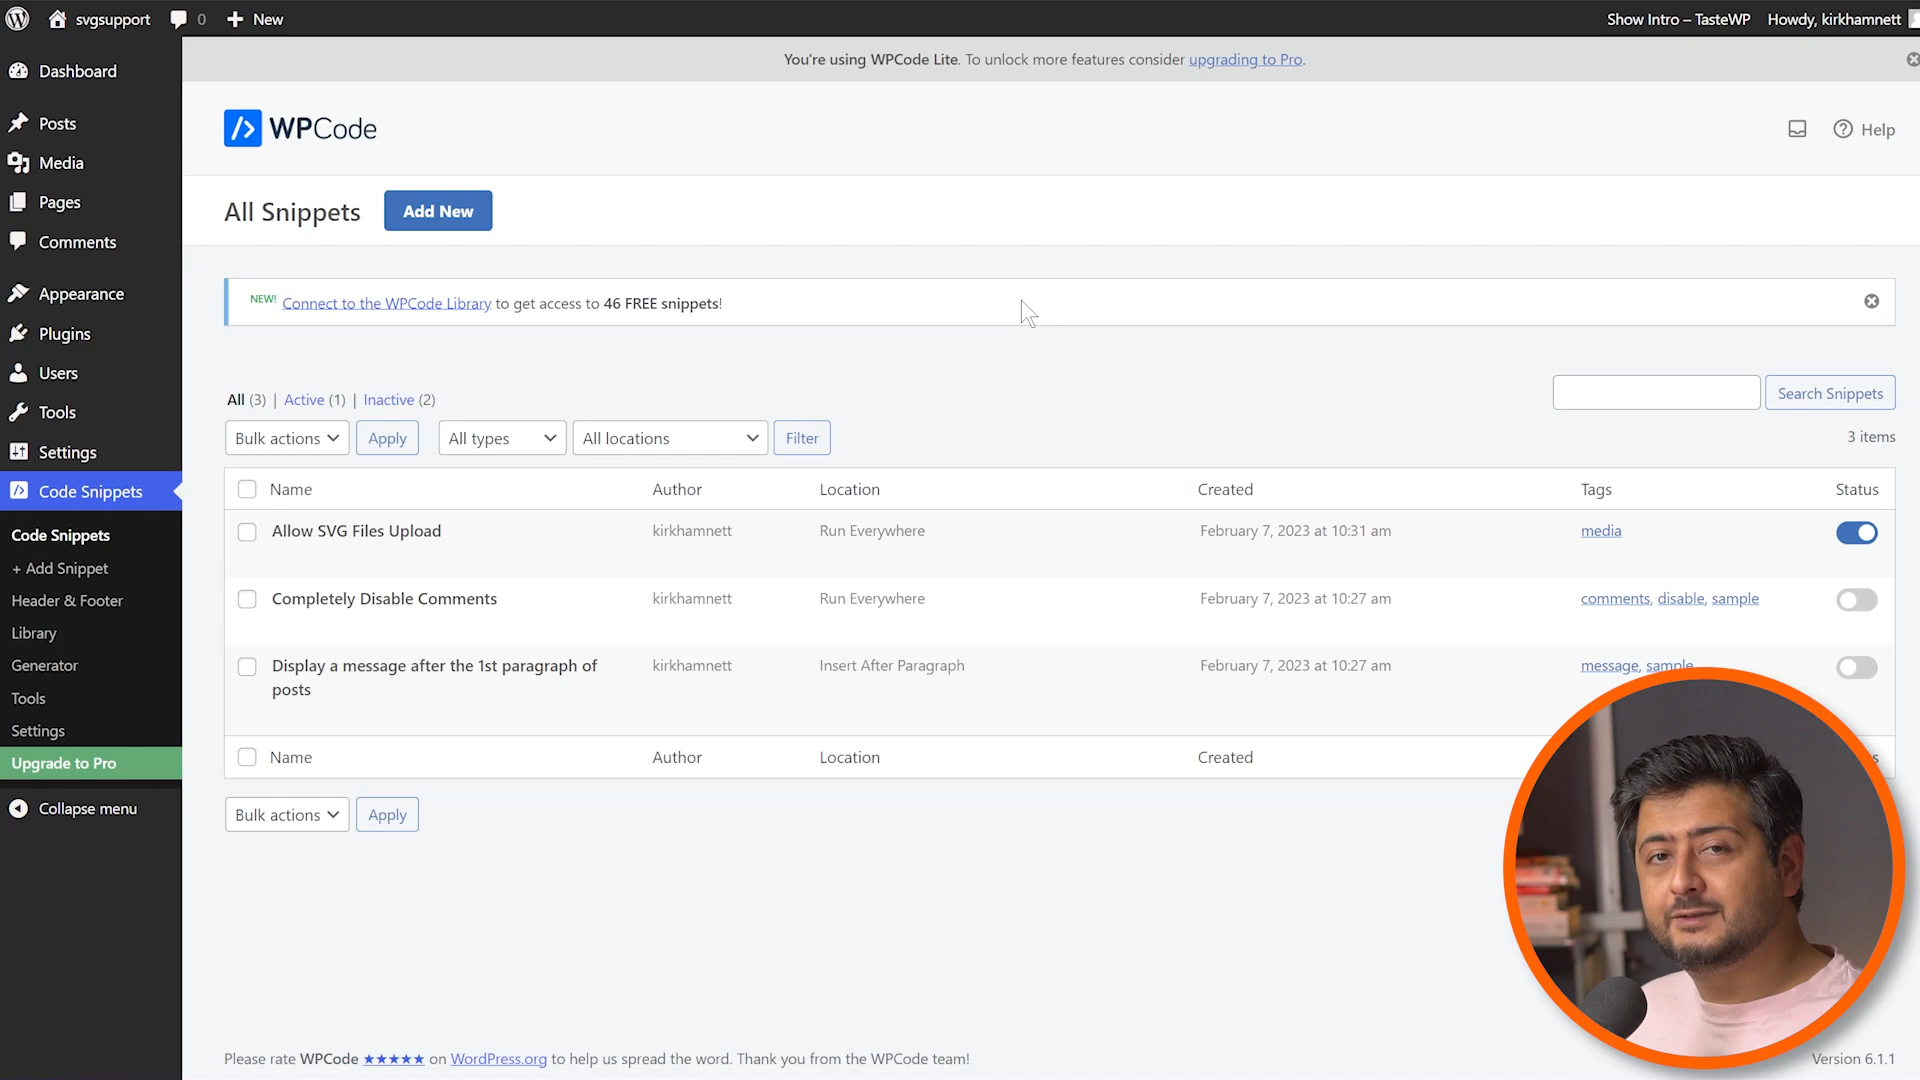 svgsupport 0 New Show Intro – TasteWP Howdy, kirkhamnett
You're using WPCode Lite. To unlock more features consider upgrading to Pro.
Dashboard
Posts
Media
Pages
Comments
Appearance
Plugins
Users
Tools
Settings
Code Snippets
Code Snippets
+ Add Snippet
Header & Footer
Library
Generator
Tools
Settings
Upgrade to Pro
Collapse menu
WPCode
Help
All Snippets Add New
NEW! Connect to the WPCode Library to get access to 46 FREE snippets!
All (3) | Active (1) | Inactive (2)
Search Snippets
Bulk actions Apply All types All locations Filter
3 items
Name Author Location Created Tags Status
Allow SVG Files Upload kirkhamnett Run Everywhere February 7, 2023 at 10:31 am media
Completely Disable Comments kirkhamnett Run Everywhere February 7, 2023 at 10:27 am comments, disable, sample
Display a message after the 1st paragraph of kirkhamnett Insert After Paragraph February 7, 2023 at 10:27 am message, sample
posts
Name Author Location Created
Bulk actions Apply
Please rate WPCode ★★★★★ on WordPress.org to help us spread the word. Thank you from the WPCode team!
Version 6.1.1